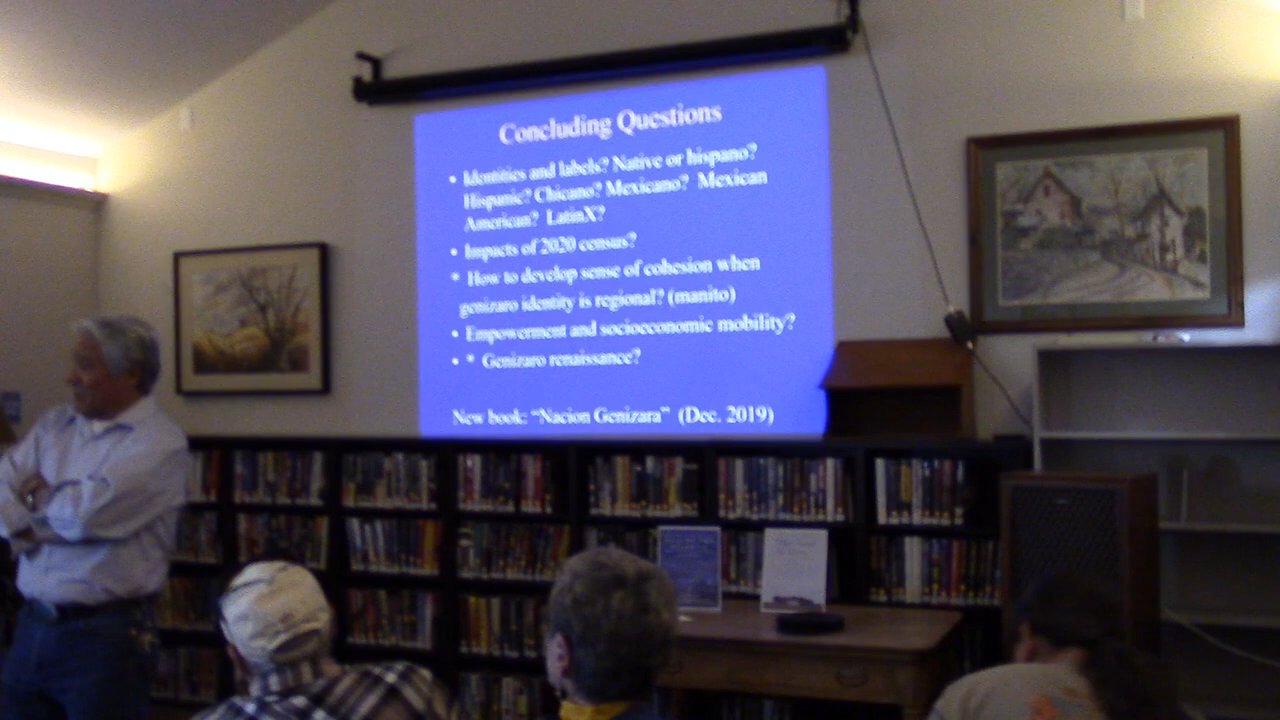 Concluding Questions
• Identities and labels? Native or hispano?
Hispanic? Chicano? Mexicano? Mexican
American? LatinX?
• Impacts of 2020 census?
* How to develop sense of cohesion when
genizaro identity is regional? (manito)
• Empowerment and socioeconomic mobility?
• * Genizaro renaissance?
New book: “Nacion Genizara” (Dec. 2019)